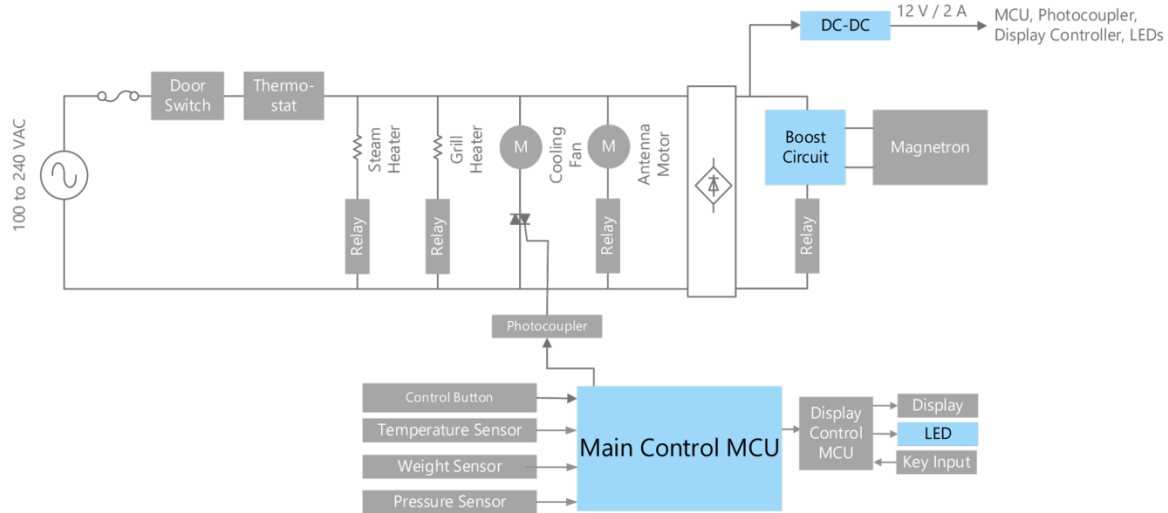 DC-DC
12 V / 2 A
MCU, Photocoupler,
Display Controller, LEDs
100 to 240 VAC
Door
Switch
Thermo-
stat
Steam
Heater
Relay
Grill
Heater
Relay
M
Cooling
Fan
M
Antenna
Motor
Relay
Boost
Circuit
Magnetron
Relay
Photocoupler
Control Button
Temperature Sensor
Weight Sensor
Pressure Sensor
Main Control MCU
Display
Control
MCU
Display
LED
Key Input